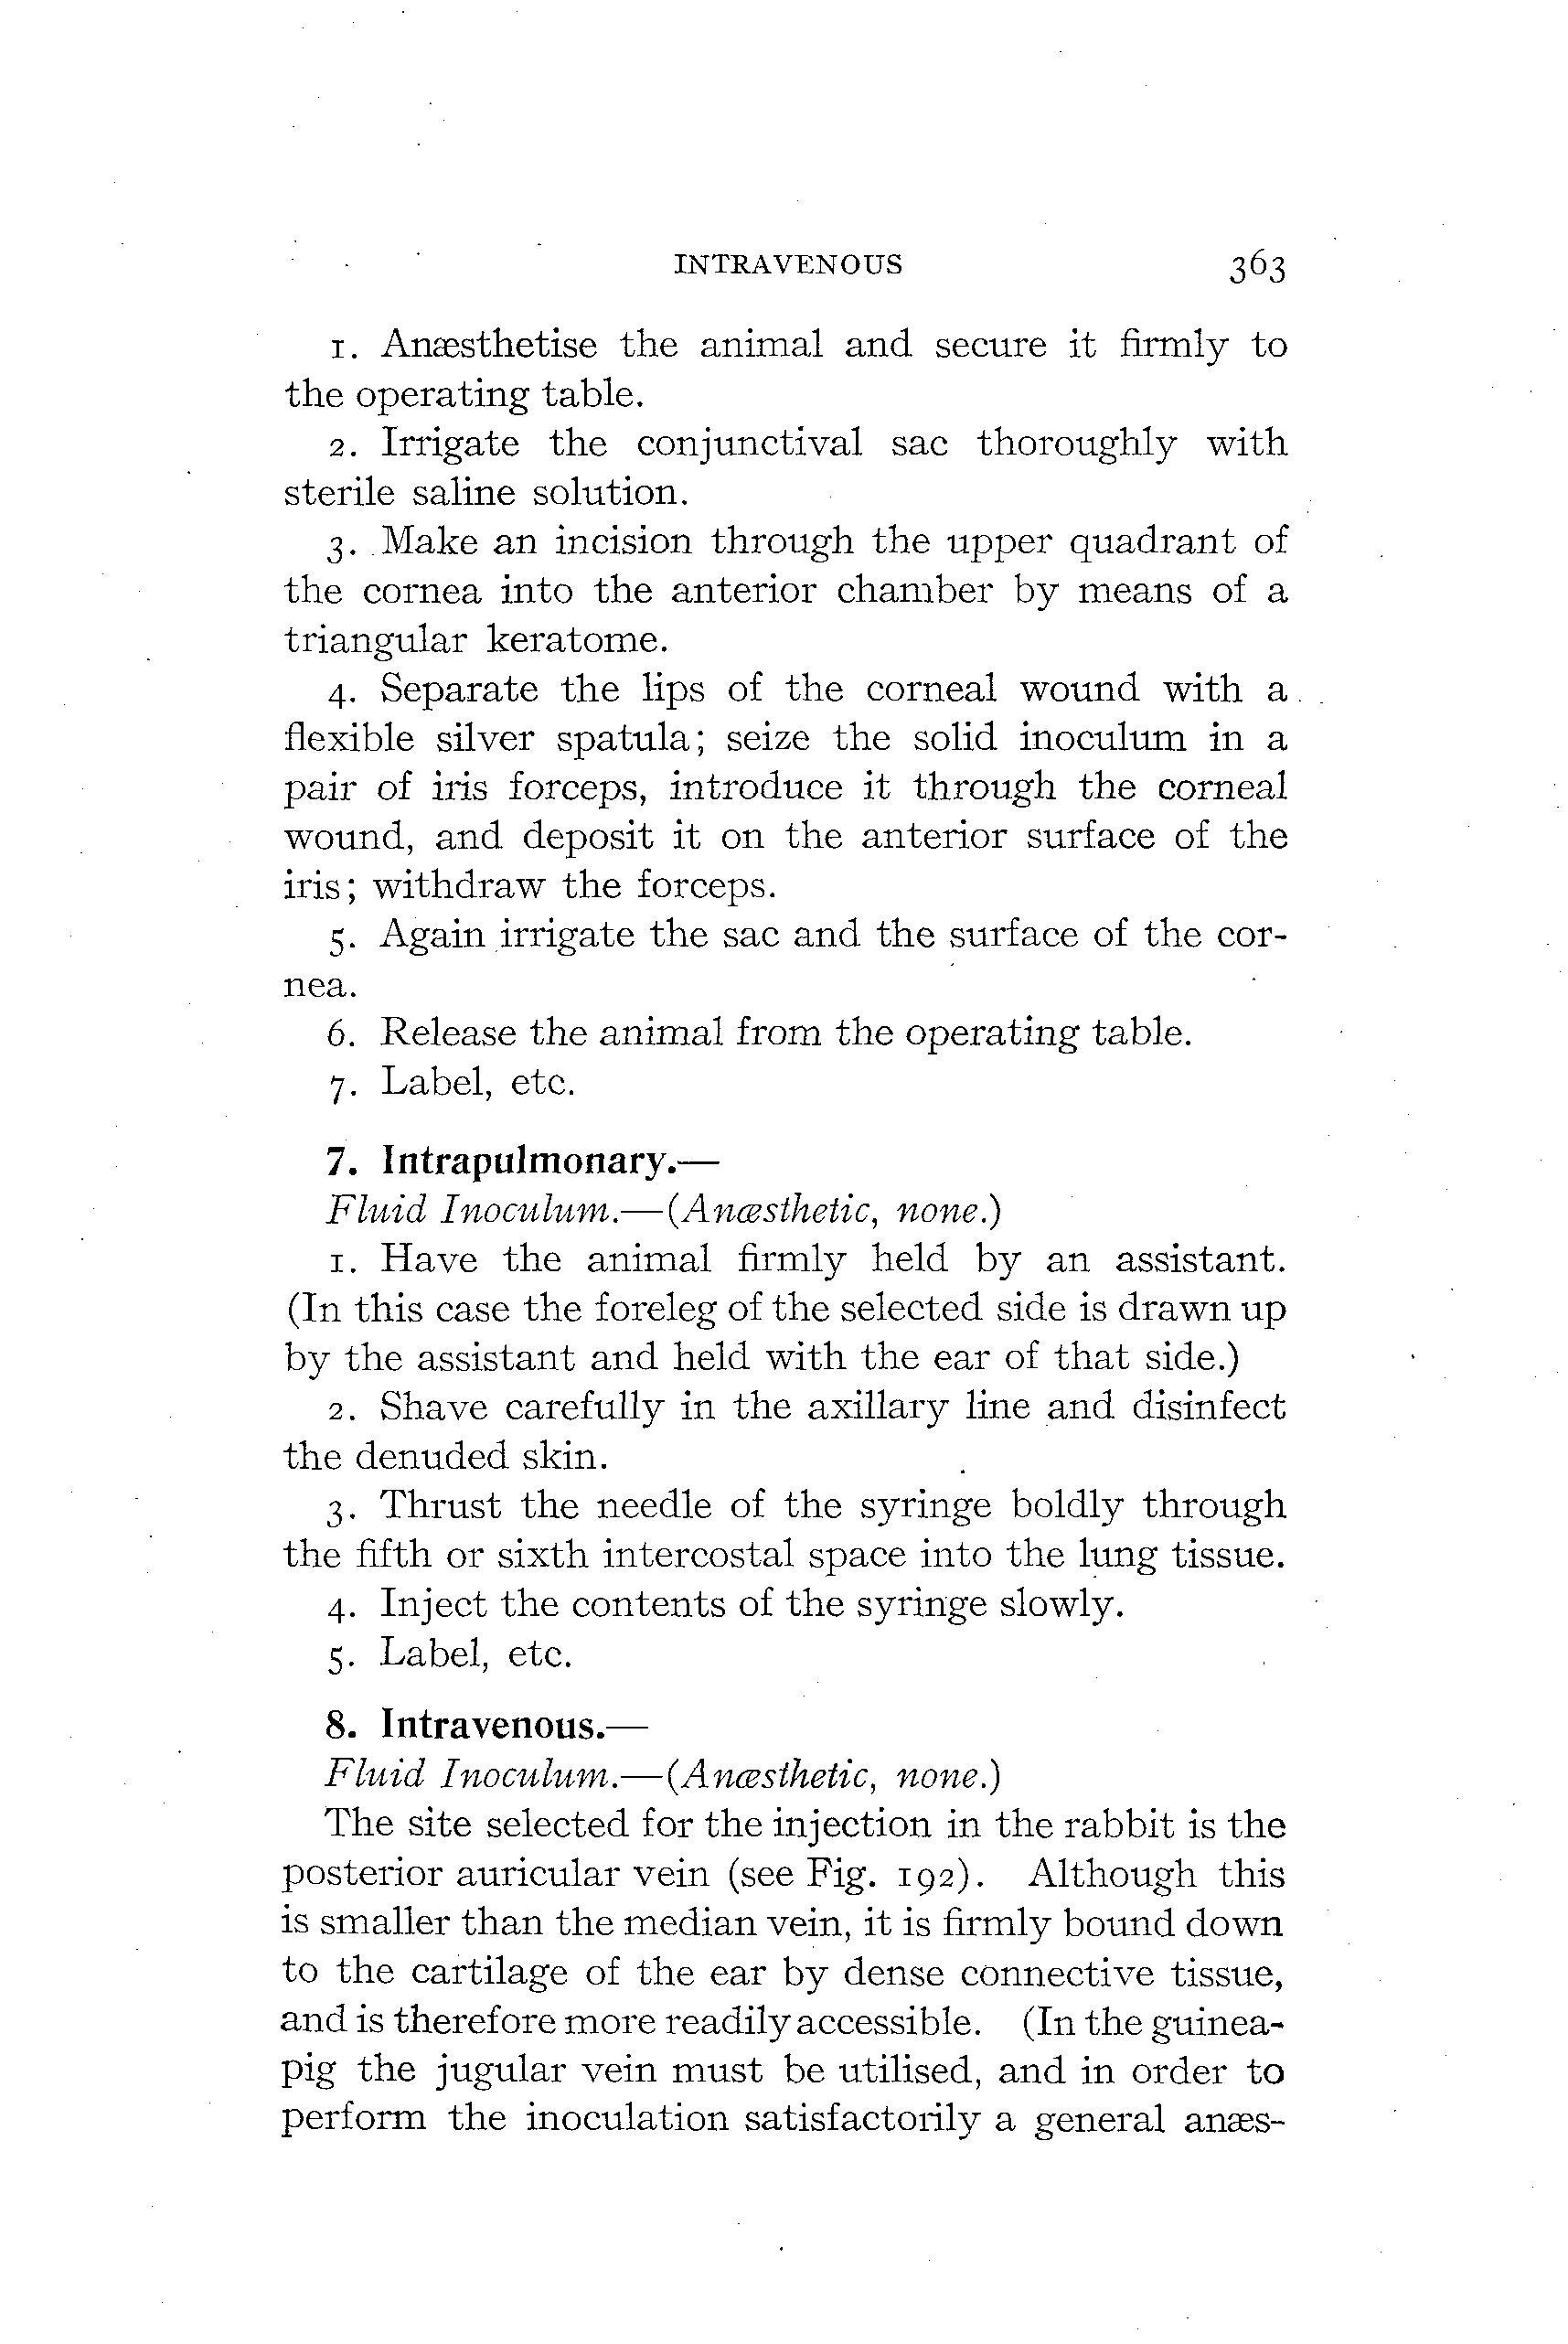 INTRAVENOUS 363
1. Anæsthetise the animal and secure it firmly to
the operating table.
2. Irrigate the conjunctival sac thoroughly with
sterile saline solution.
3. Make an incision through the upper quadrant of
the cornea into the anterior chamber by means of a
triangular keratome.
4. Separate the lips of the corneal wound with a
flexible silver spatula; seize the solid inoculum in a
pair of iris forceps, introduce it through the corneal
wound, and deposit it on the anterior surface of the
iris; withdraw the forceps.
5. Again irrigate the sac and the surface of the cor-
nea.
6. Release the animal from the operating table.
7. Label, etc.
7. Intrapulmonary.—
Fluid Inoculum.—(Anæsthetic, none.)
1. Have the animal firmly held by an assistant.
(In this case the foreleg of the selected side is drawn up
by the assistant and held with the ear of that side.)
2. Shave carefully in the axillary line and disinfect
the denuded skin.
3. Thrust the needle of the syringe boldly through
the fifth or sixth intercostal space into the lung tissue.
4. Inject the contents of the syringe slowly.
5. Label, etc.
8. Intravenous.—
Fluid Inoculum.—(Anæsthetic, none.)
The site selected for the injection in the rabbit is the
posterior auricular vein (see Fig. 192). Although this
is smaller than the median vein, it is firmly bound down
to the cartilage of the ear by dense connective tissue,
and is therefore more readily accessible. (In the guinea-
pig the jugular vein must be utilised, and in order to
perform the inoculation satisfactorily a general anæs-